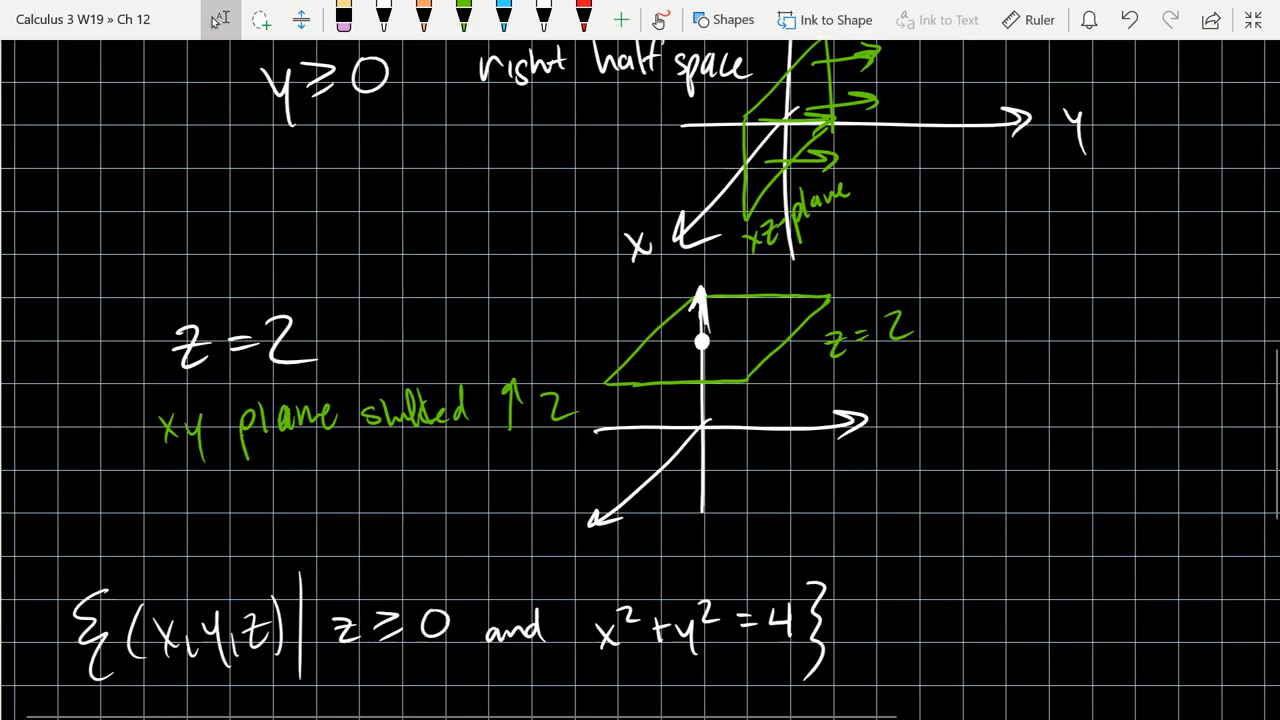 Calculus 3 W19 » Ch 12
Shapes
Ink to Shape
Ink to Text
Ruler
y ≥ 0 right half space
y
xz-plane
x
z = 2
z = 2
xy plane shifted ↑ 2
{(x,y,z)| z ≥ 0 and x² + y² = 4}